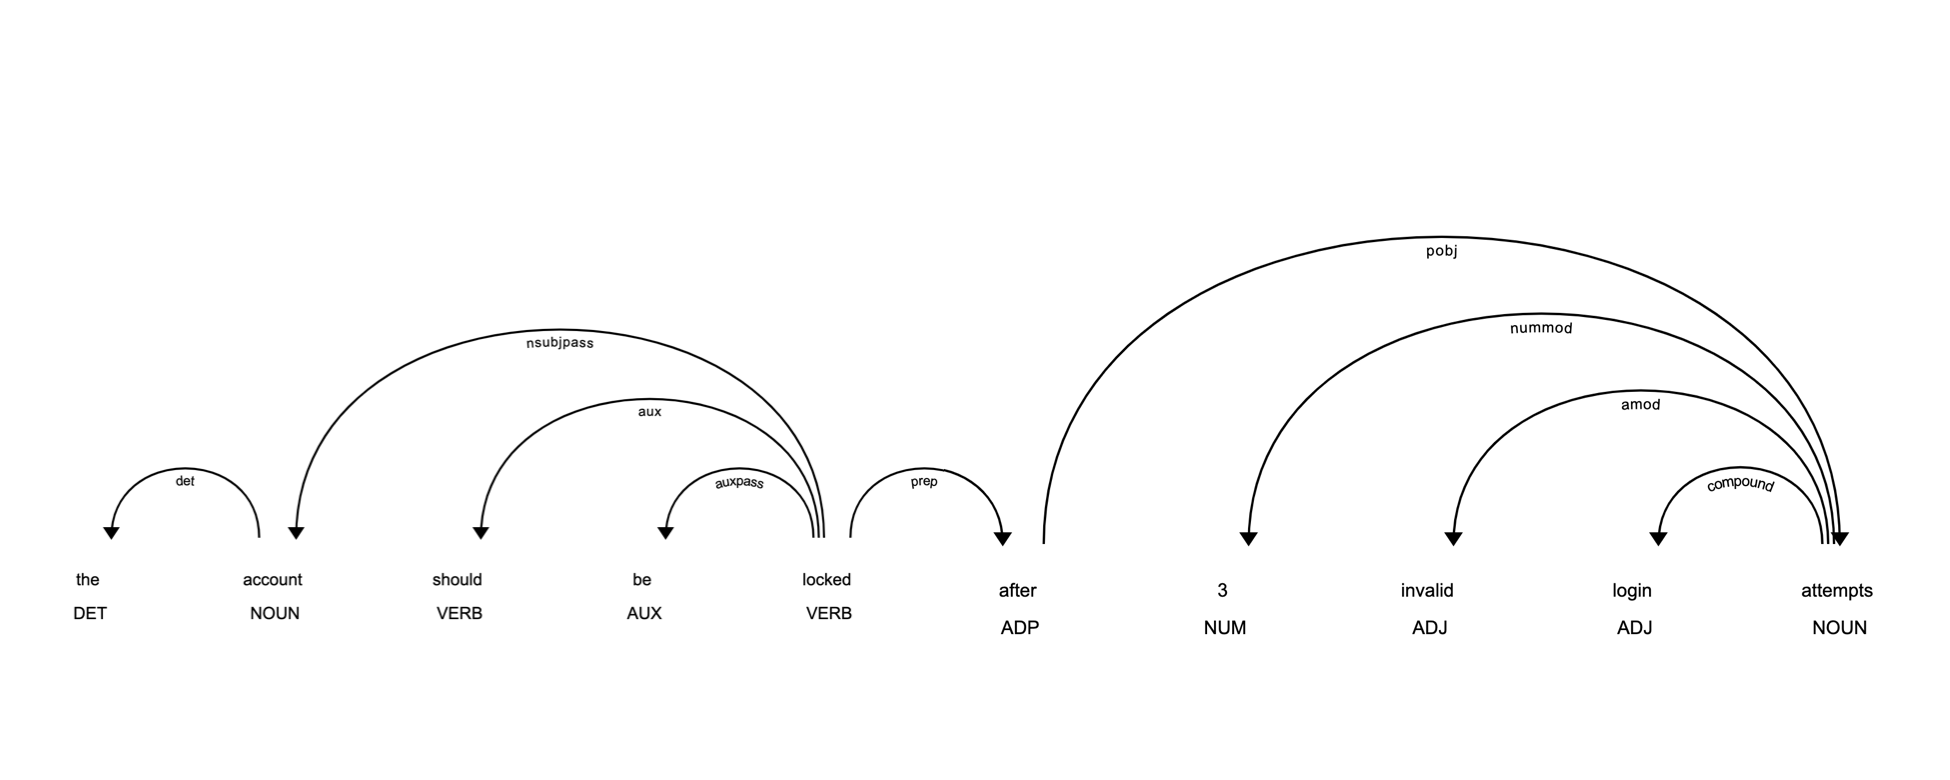 pobj
nummod
nsubjpass
amod
aux
det auxpass prep compound
the account should be locked after 3 invalid login attempts
DET NOUN VERB AUX VERB ADP NUM ADJ ADJ NOUN